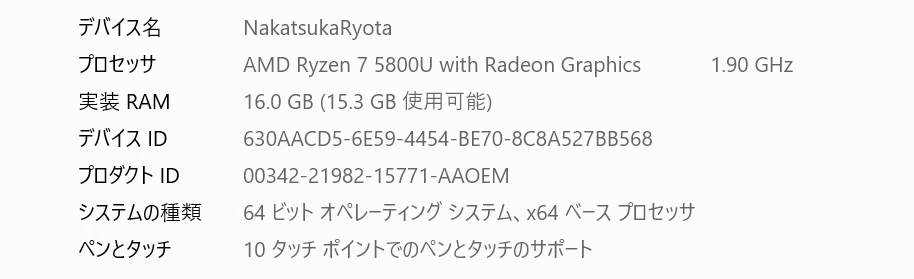 デバイス名 NakatsukaRyota
プロセッサ AMD Ryzen 7 5800U with Radeon Graphics 1.90 GHz
実装 RAM 16.0 GB (15.3 GB 使用可能)
デバイス ID 630AACD5-6E59-4454-BE70-8C8A527BB568
プロダクト ID 00342-21982-15771-AAOEM
システムの種類 64 ビット オペレーティング システム、x64 ベース プロセッサ
ペンとタッチ 10 タッチ ポイントでのペンとタッチのサポート